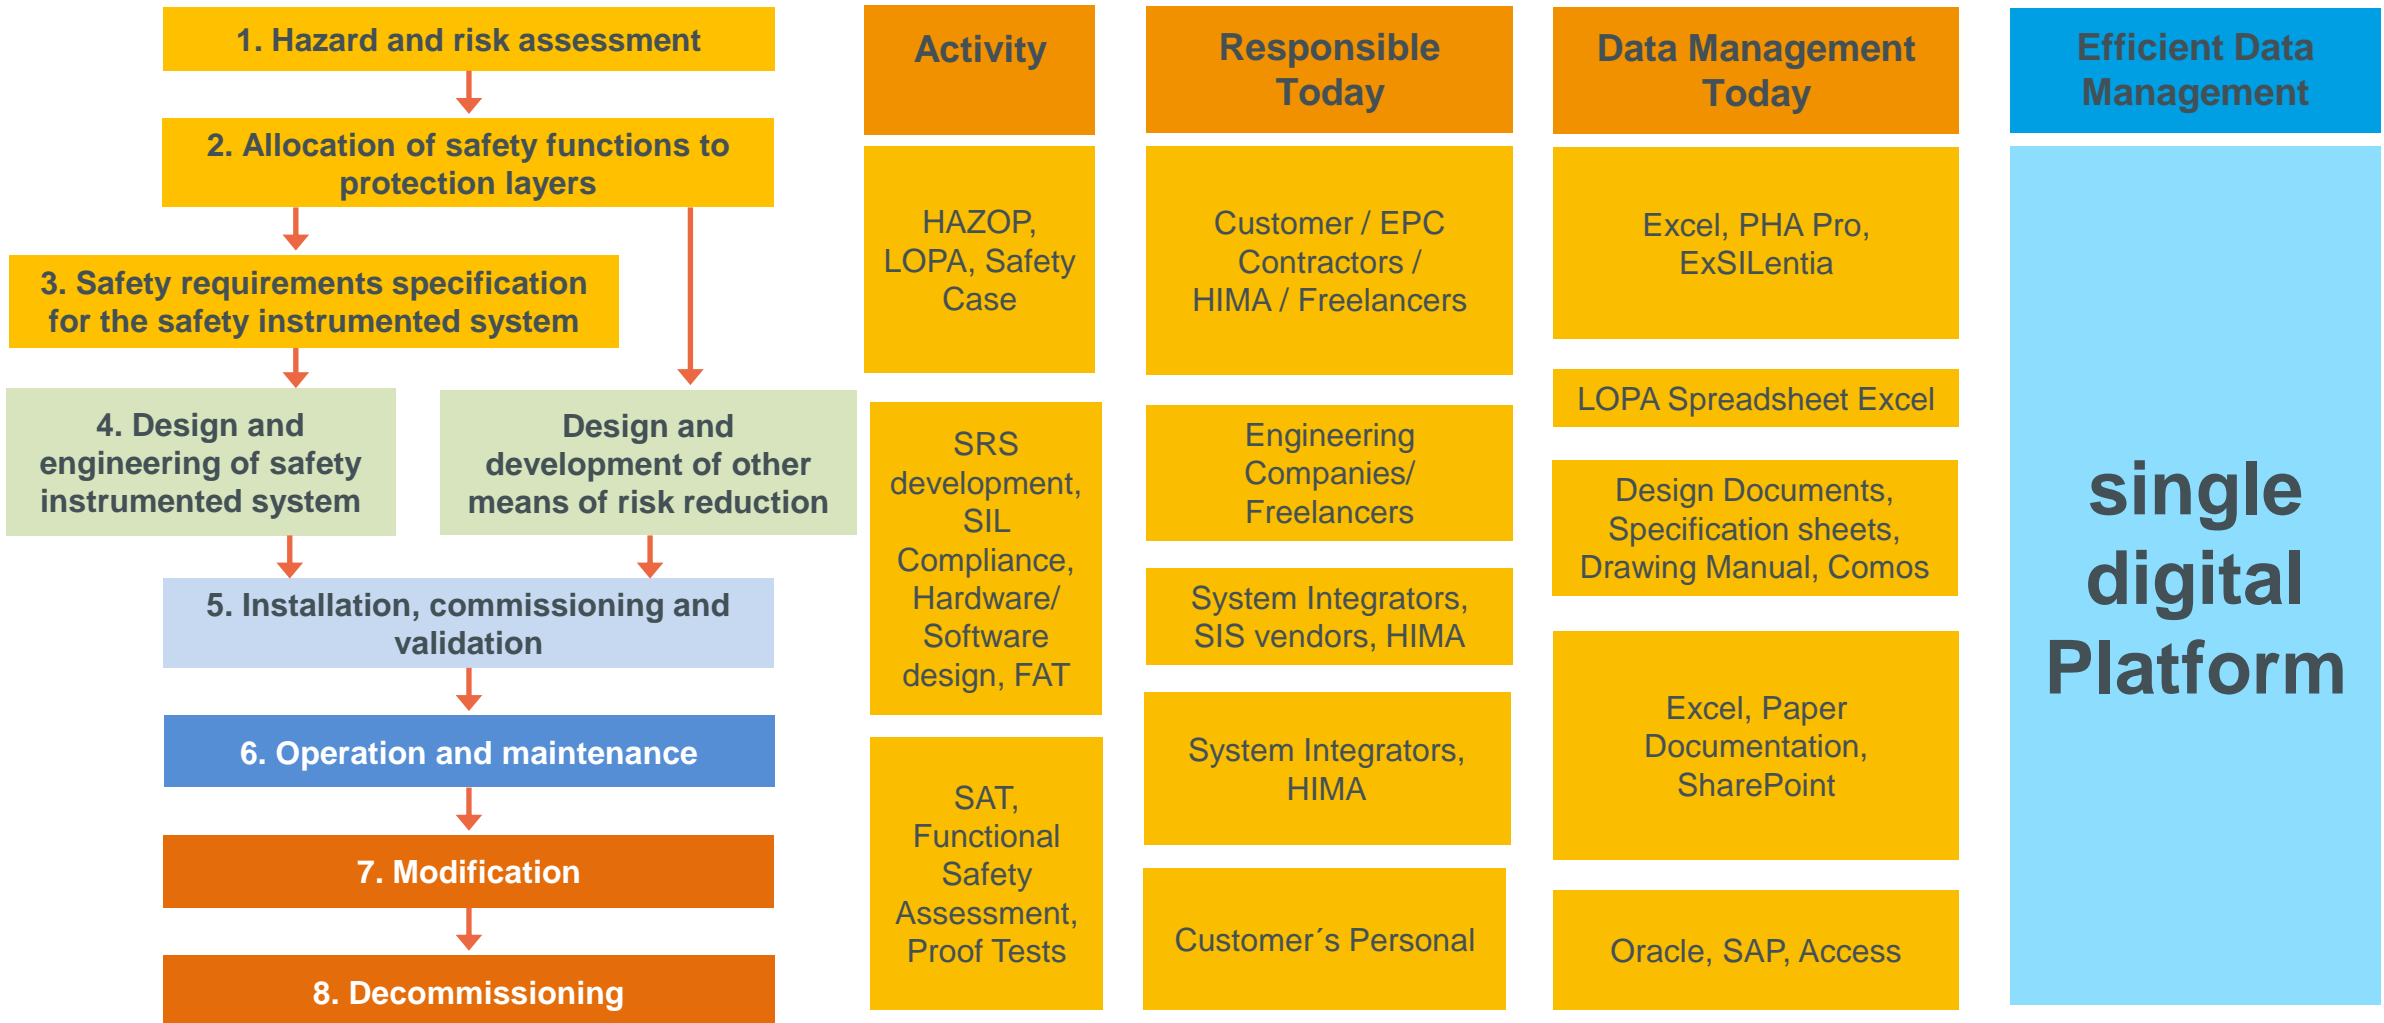 1. Hazard and risk assessment
2. Allocation of safety functions to
protection layers
3. Safety requirements specification
for the safety instrumented system
4. Design and
engineering of safety
instrumented system
Design and
development of other
means of risk reduction
5. Installation, commissioning and
validation
6. Operation and maintenance
7. Modification
8. Decommissioning
Activity
HAZOP,
LOPA, Safety
Case
SRS
development,
SIL
Compliance,
Hardware/
Software
design, FAT
SAT,
Functional
Safety
Assessment,
Proof Tests
Responsible
Today
Customer / EPC
Contractors /
HIMA / Freelancers
Engineering
Companies/
Freelancers
System Integrators,
SIS vendors, HIMA
System Integrators,
HIMA
Customer´s Personal
Data Management
Today
Excel, PHA Pro,
ExSILentia
LOPA Spreadsheet Excel
Design Documents,
Specification sheets,
Drawing Manual, Comos
Excel, Paper
Documentation,
SharePoint
Oracle, SAP, Access
Efficient Data
Management
single
digital
Platform